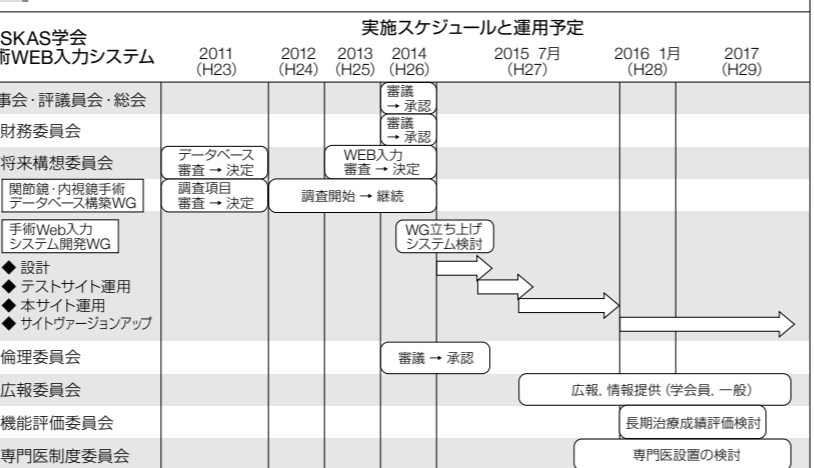 実施スケジュールと運用予定
SKAS学会
術WEB入力システム
2011 (H23)
2012 (H24)
2013 (H25)
2014 (H26)
2015 7月 (H27)
2016 1月 (H28)
2017 (H29)
事会・評議員会・総会
審議
→ 承認
財務委員会
審議
→ 承認
将来構想委員会
データベース
審査 → 決定
WEB入力
審査 → 決定
関節鏡・内視鏡手術
データベース構築WG
調査項目
審査 → 決定
調査開始 → 継続
手術Web入力
システム開発WG
WG立ち上げ
システム検討
◆ 設計
◆ テストサイト運用
◆ 本サイト運用
◆ サイトヴァージョンアップ
倫理委員会
審議 → 承認
広報委員会
広報, 情報提供 (学会員, 一般)
機能評価委員会
長期治療成績評価検討
専門医制度委員会
専門医設置の検討